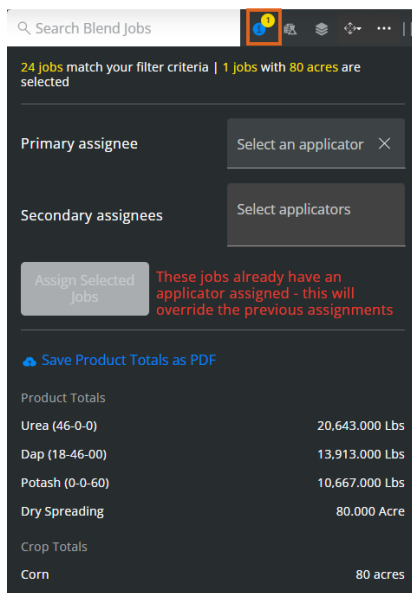 Search Blend Jobs
1
24 jobs match your filter criteria | 1 jobs with 80 acres are
selected
Primary assignee
Select an applicator
Secondary assignees
Select applicators
Assign Selected
Jobs
These jobs already have an
applicator assigned - this will
override the previous assignments
Save Product Totals as PDF
Product Totals
Urea (46-0-0) 20,643.000 Lbs
Dap (18-46-00) 13,913.000 Lbs
Potash (0-0-60) 10,667.000 Lbs
Dry Spreading 80.000 Acre
Crop Totals
Corn 80 acres